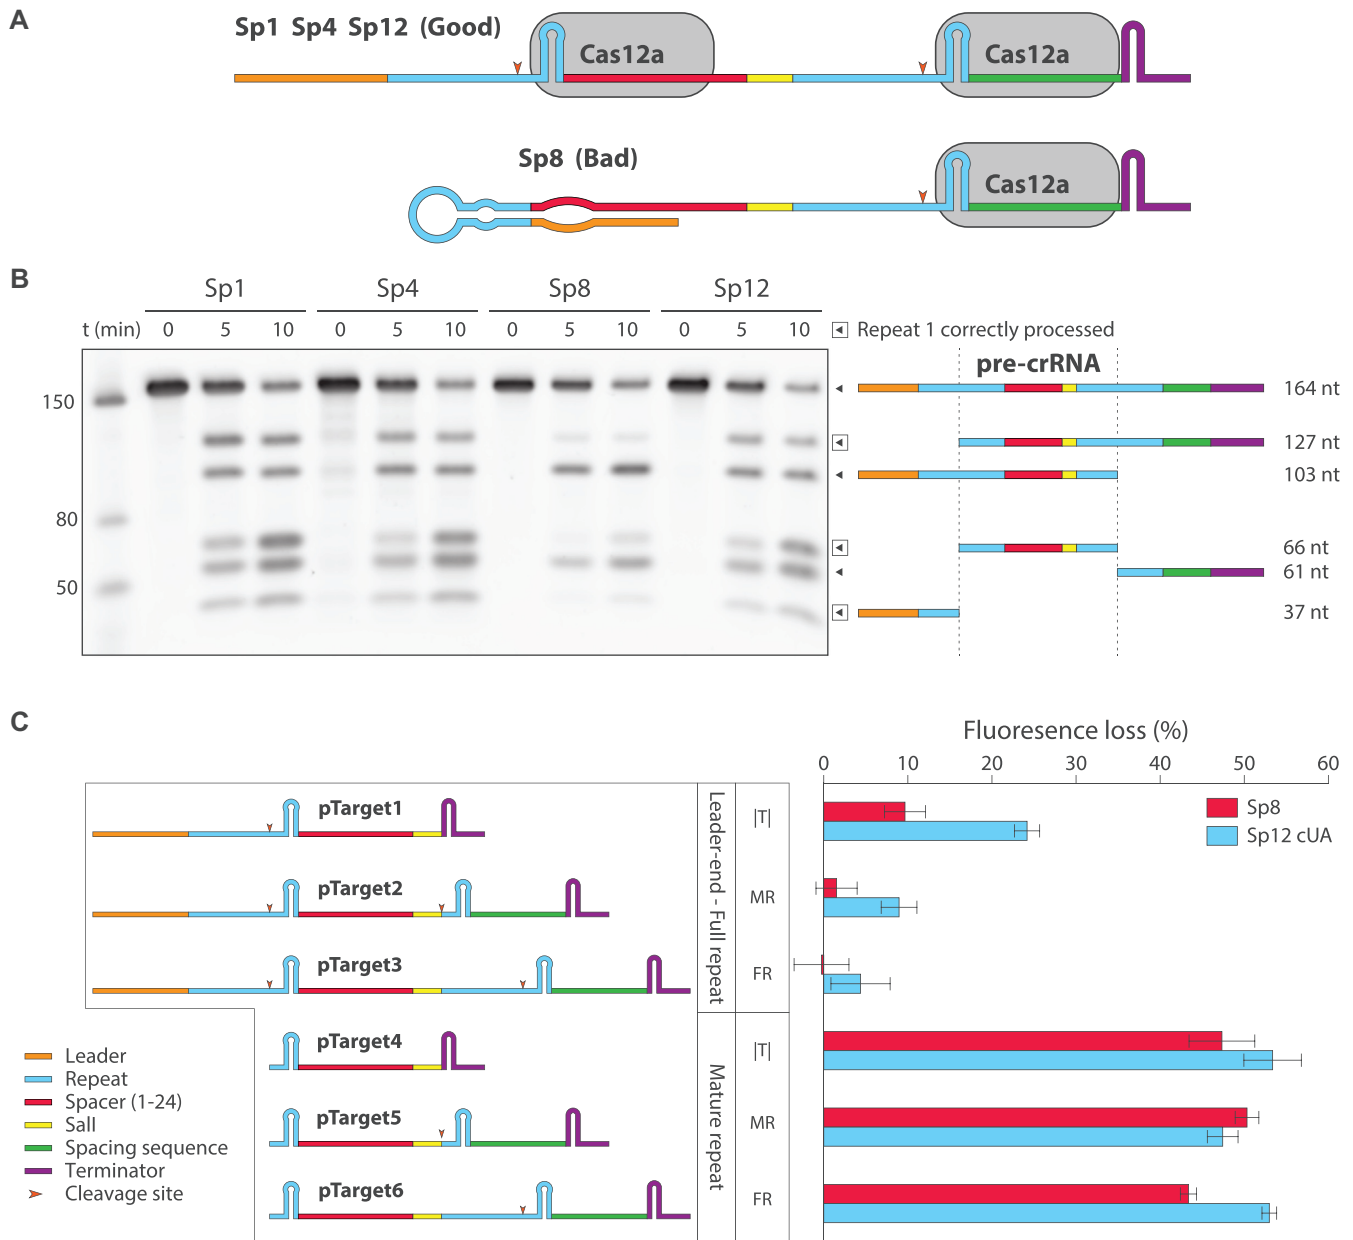 A
Sp1 Sp4 Sp12 (Good)
Cas12a
Cas12a
Sp8 (Bad)
Cas12a
B
Sp1 Sp4 Sp8 Sp12
t (min) 0 5 10 0 5 10 0 5 10 0 5 10
Repeat 1 correctly processed
pre-crRNA
164 nt
150
127 nt
103 nt
80
66 nt
61 nt
50
37 nt
C
Fluoresence loss (%)
0 10 20 30 40 50 60
Sp8
Sp12 cUA
pTarget1
|T|
pTarget2
MR
pTarget3
FR
Leader-end - Full repeat
pTarget4
|T|
pTarget5
MR
pTarget6
FR
Mature repeat
Leader
Repeat
Spacer (1-24)
SalI
Spacing sequence
Terminator
Cleavage site